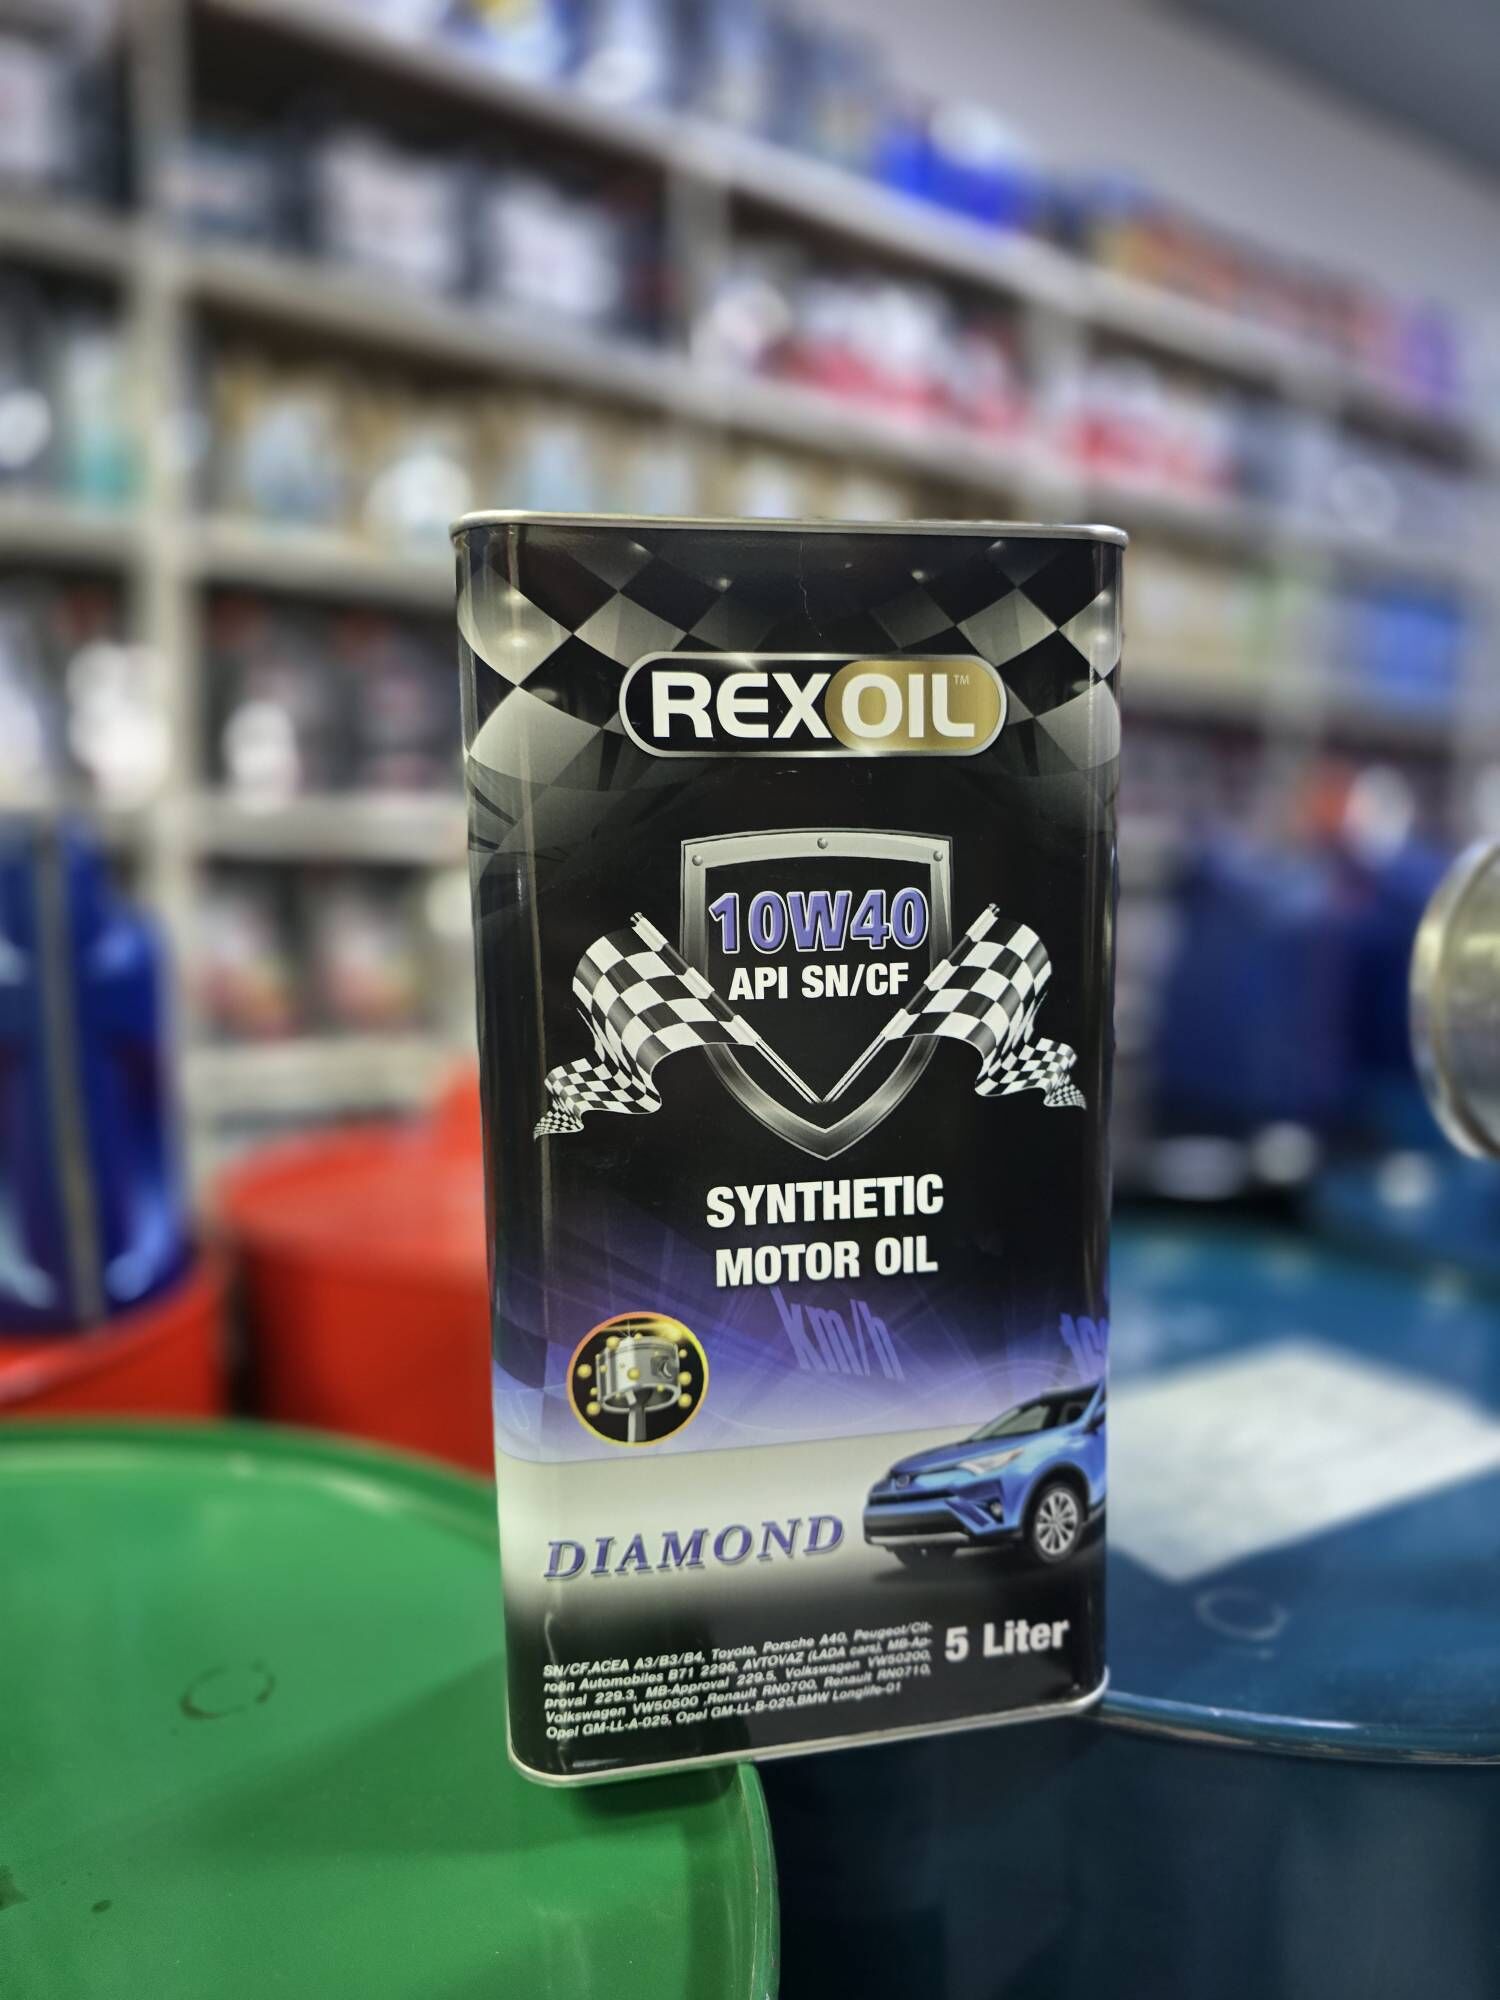 REXOIL™
10W40
API SN/CF
SYNTHETIC
MOTOR OIL
km/h
DIAMOND
5 Liter
SN/CF,ACEA A3/B3/B4, Toyota, Porsche A40, Peugeot/Cit-
roën Automobiles B71 2296, AVTOVAZ (LADA cars), MB-Ap-
proval 229.3, MB-Approval 229.5, Volkswagen VW50200,
Volkswagen VW50500 ,Renault RN0700, Renault RN0710,
Opel GM-LL-A-025, Opel GM-LL-B-025,BMW Longlife-01